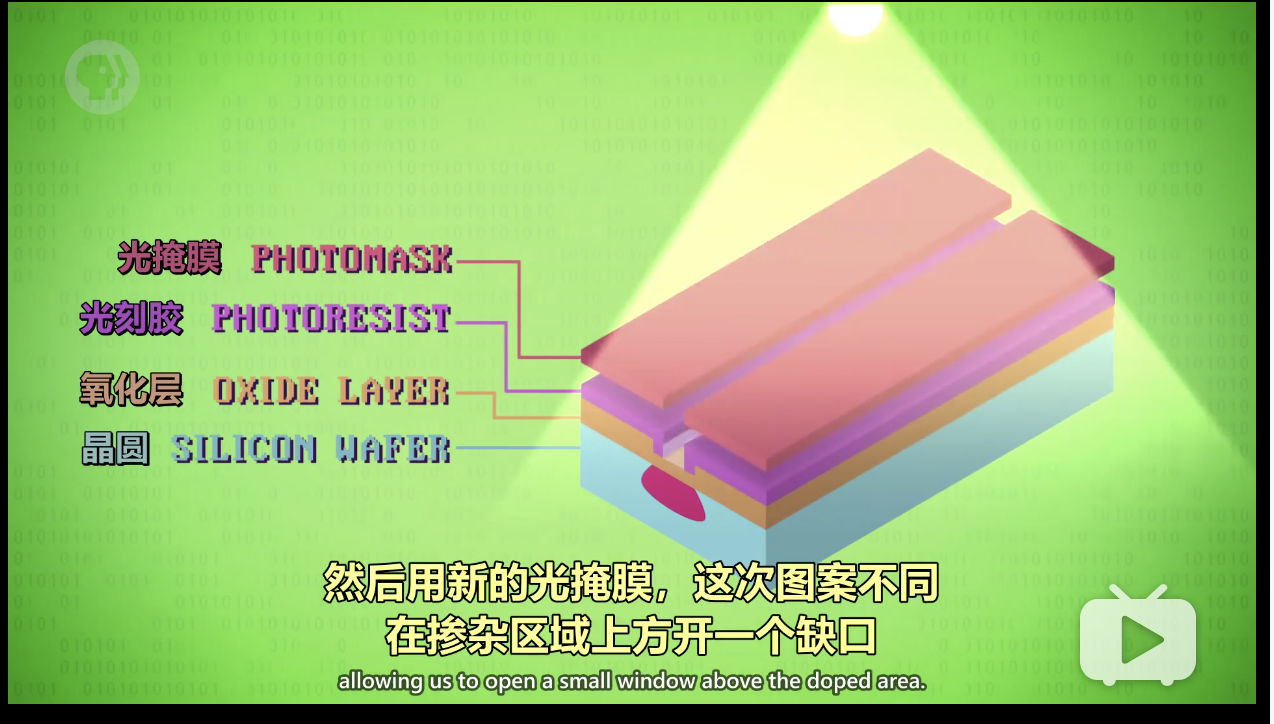 光掩膜 PHOTOMASK
光刻胶 PHOTORESIST
氧化层 OXIDE LAYER
晶圆 SILICON WAFER
然后用新的光掩膜，这次图案不同
在掺杂区域上方开一个缺口
allowing us to open a small window above the doped area.